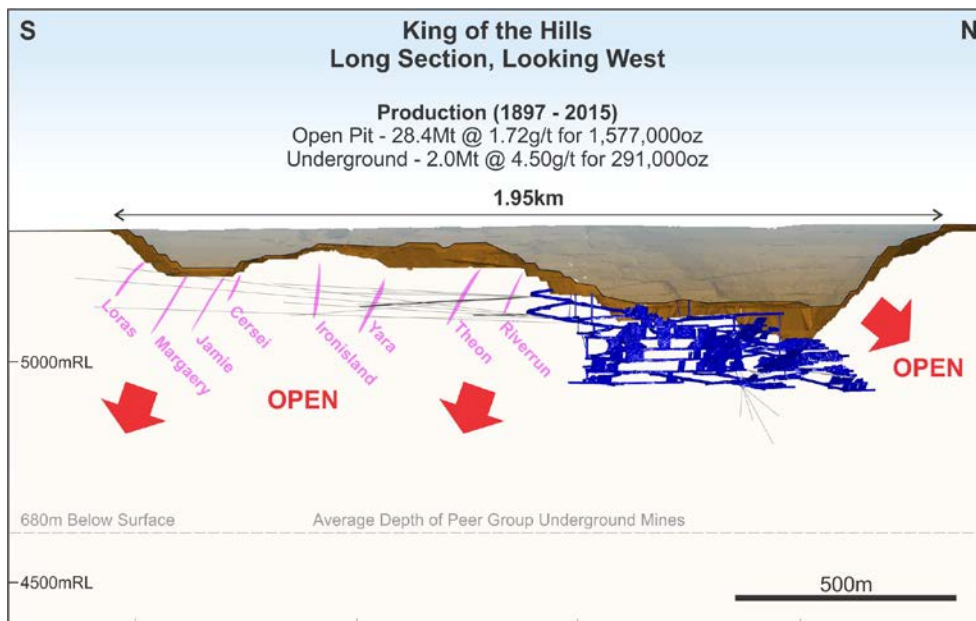 S
N
King of the Hills
Long Section, Looking West
Production (1897 - 2015)
Open Pit - 28.4Mt @ 1.72g/t for 1,577,000oz
Underground - 2.0Mt @ 4.50g/t for 291,000oz
1.95km
Loras
Margaery
Jamie
Cersei
Ironisland
Yara
Theon
Riverrun
5000mRL
OPEN
OPEN
680m Below Surface
Average Depth of Peer Group Underground Mines
4500mRL
500m